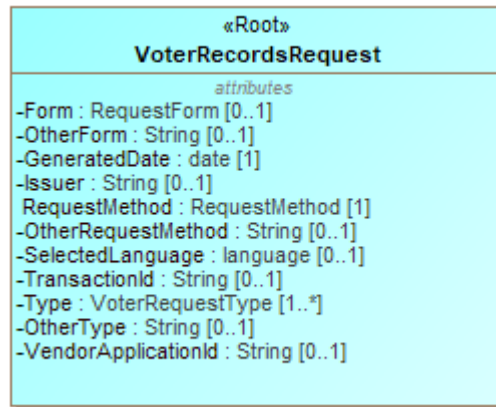 «Root»
VoterRecordsRequest
attributes
-Form : RequestForm [0..1]
-OtherForm : String [0..1]
-GeneratedDate : date [1]
-Issuer : String [0..1]
RequestMethod : RequestMethod [1]
-OtherRequestMethod : String [0..1]
-SelectedLanguage : language [0..1]
-TransactionId : String [0..1]
-Type : VoterRequestType [1..*]
-OtherType : String [0..1]
-VendorApplicationId : String [0..1]